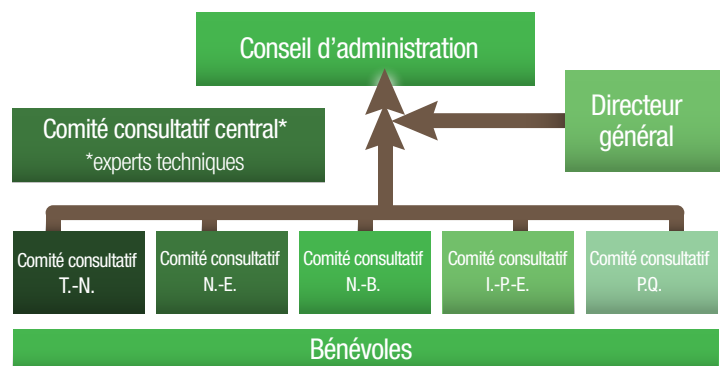 Conseil d'administration
Directeur
général
Comité consultatif central*
*experts techniques
Comité consultatif
T.-N.
Comité consultatif
N.-E.
Comité consultatif
N.-B.
Comité consultatif
I.-P.-E.
Comité consultatif
P.Q.
Bénévoles